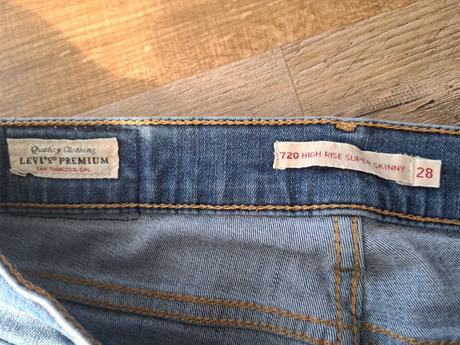 Quality Clothing
LEVI'S® PREMIUM
SAN FRANCISCO, CAL.
720 HIGH RISE SUPER SKINNY
28